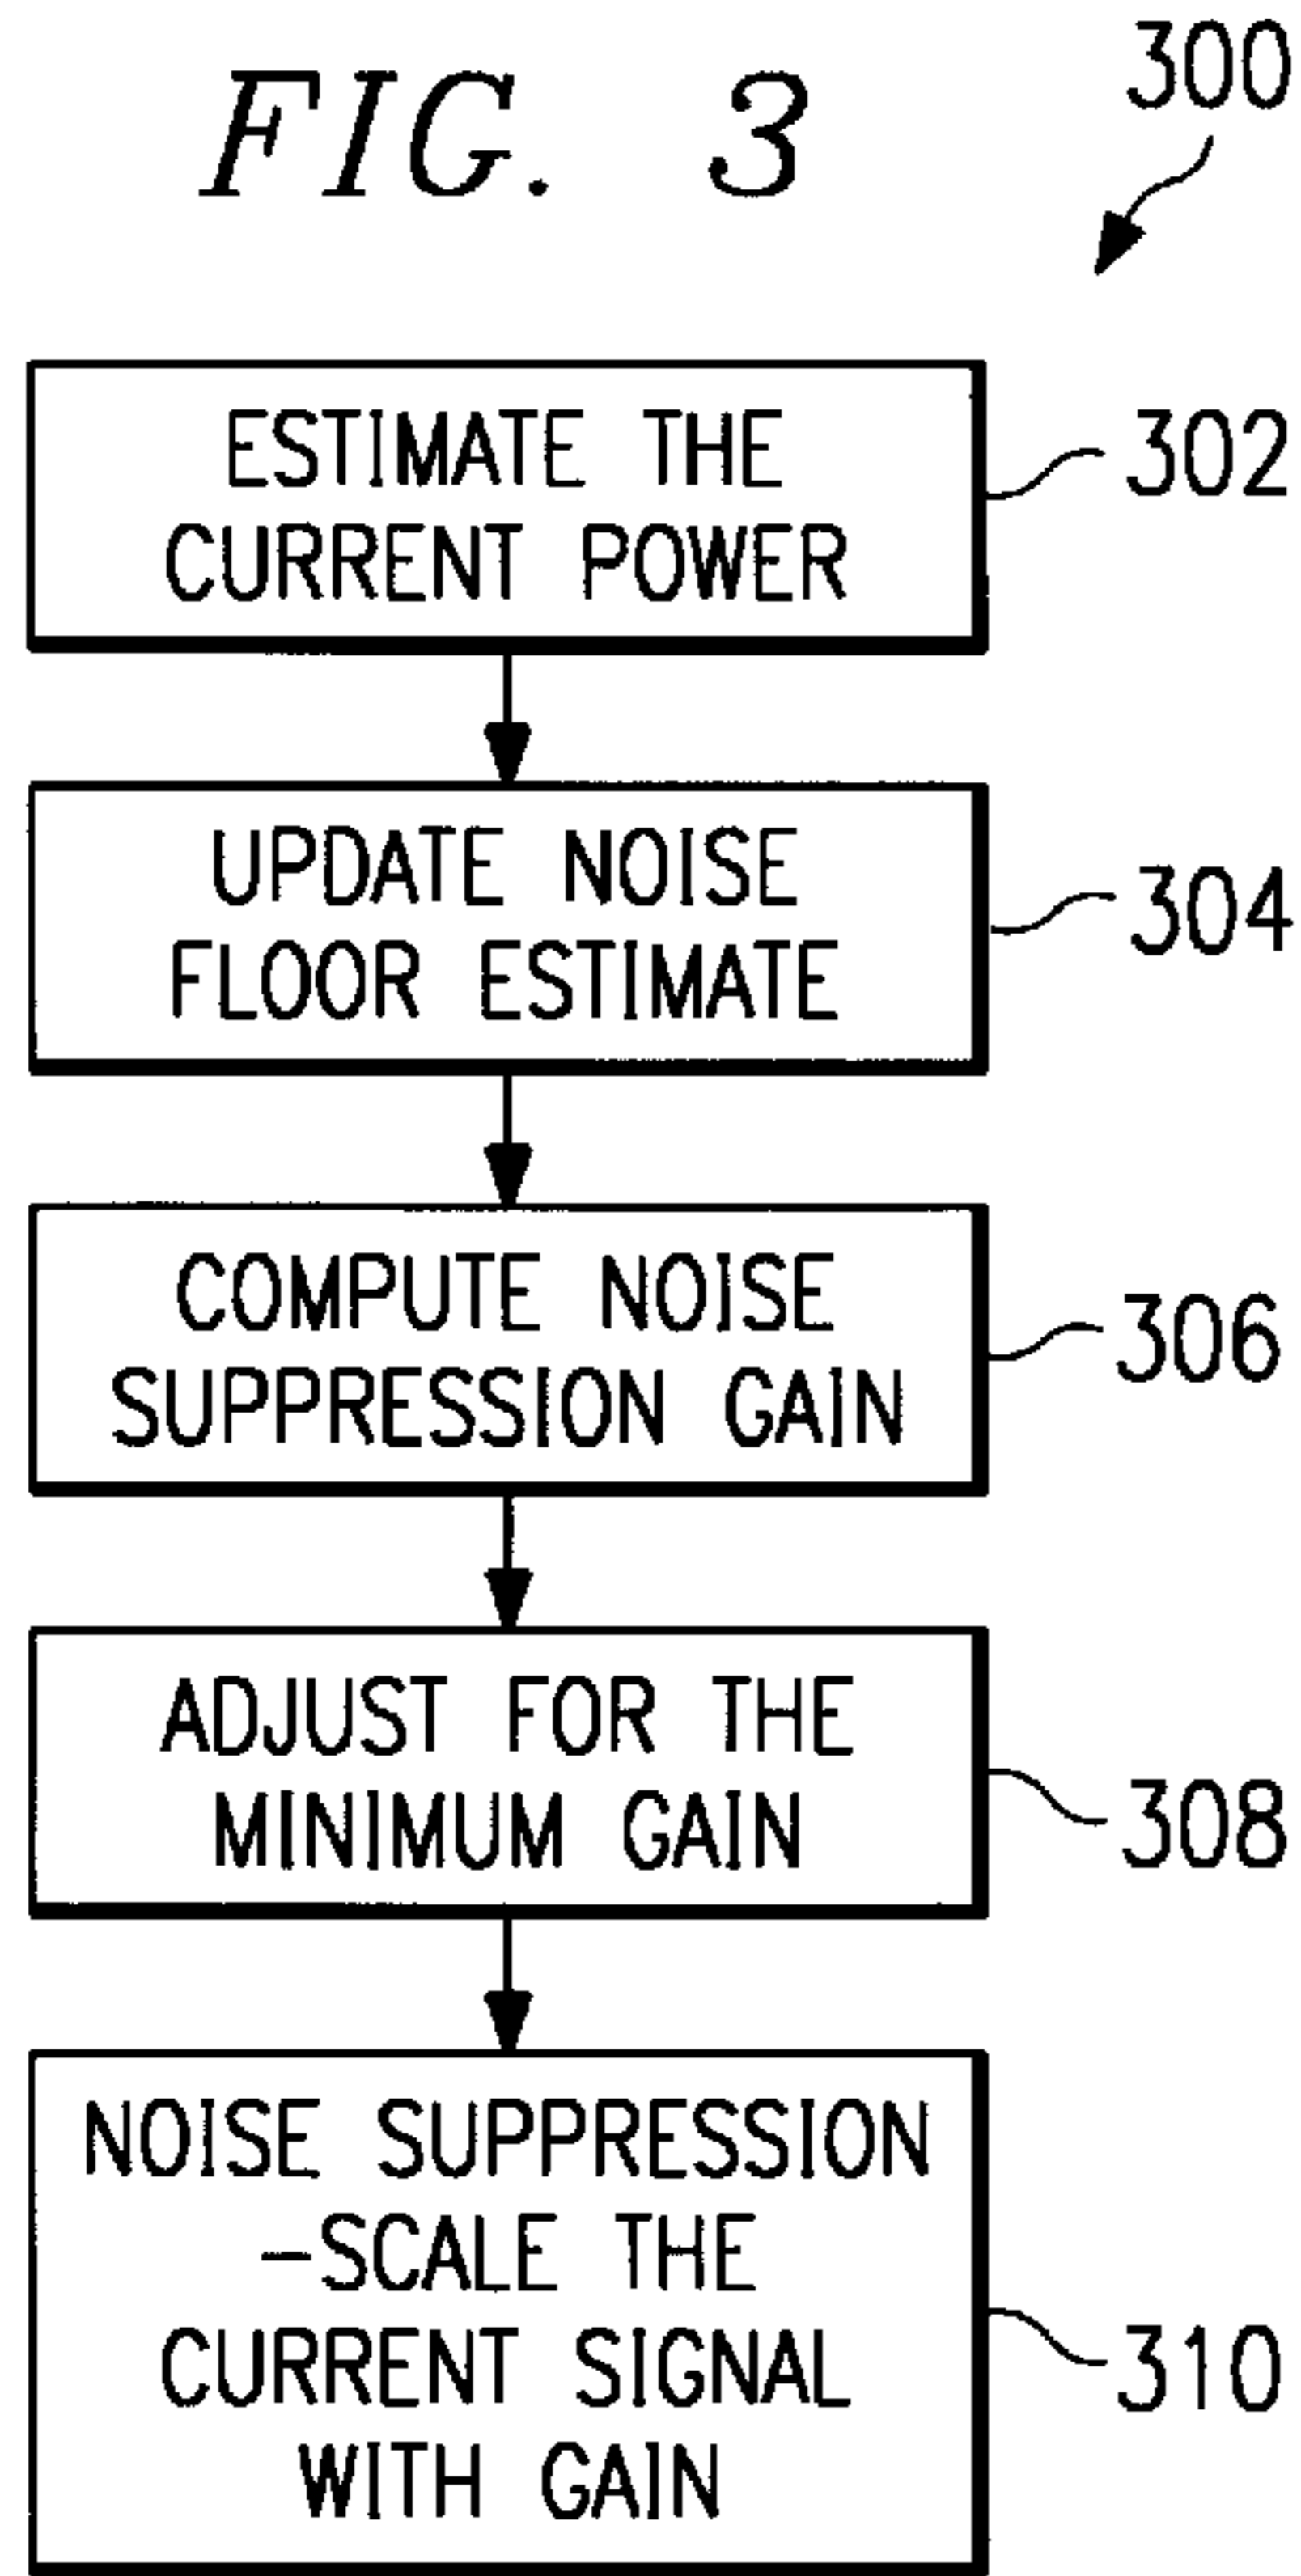 FIG. 3
300
ESTIMATE THE
CURRENT POWER
302
UPDATE NOISE
FLOOR ESTIMATE
304
COMPUTE NOISE
SUPPRESSION GAIN
306
ADJUST FOR THE
MINIMUM GAIN
308
NOISE SUPPRESSION
-SCALE THE
CURRENT SIGNAL
WITH GAIN
310